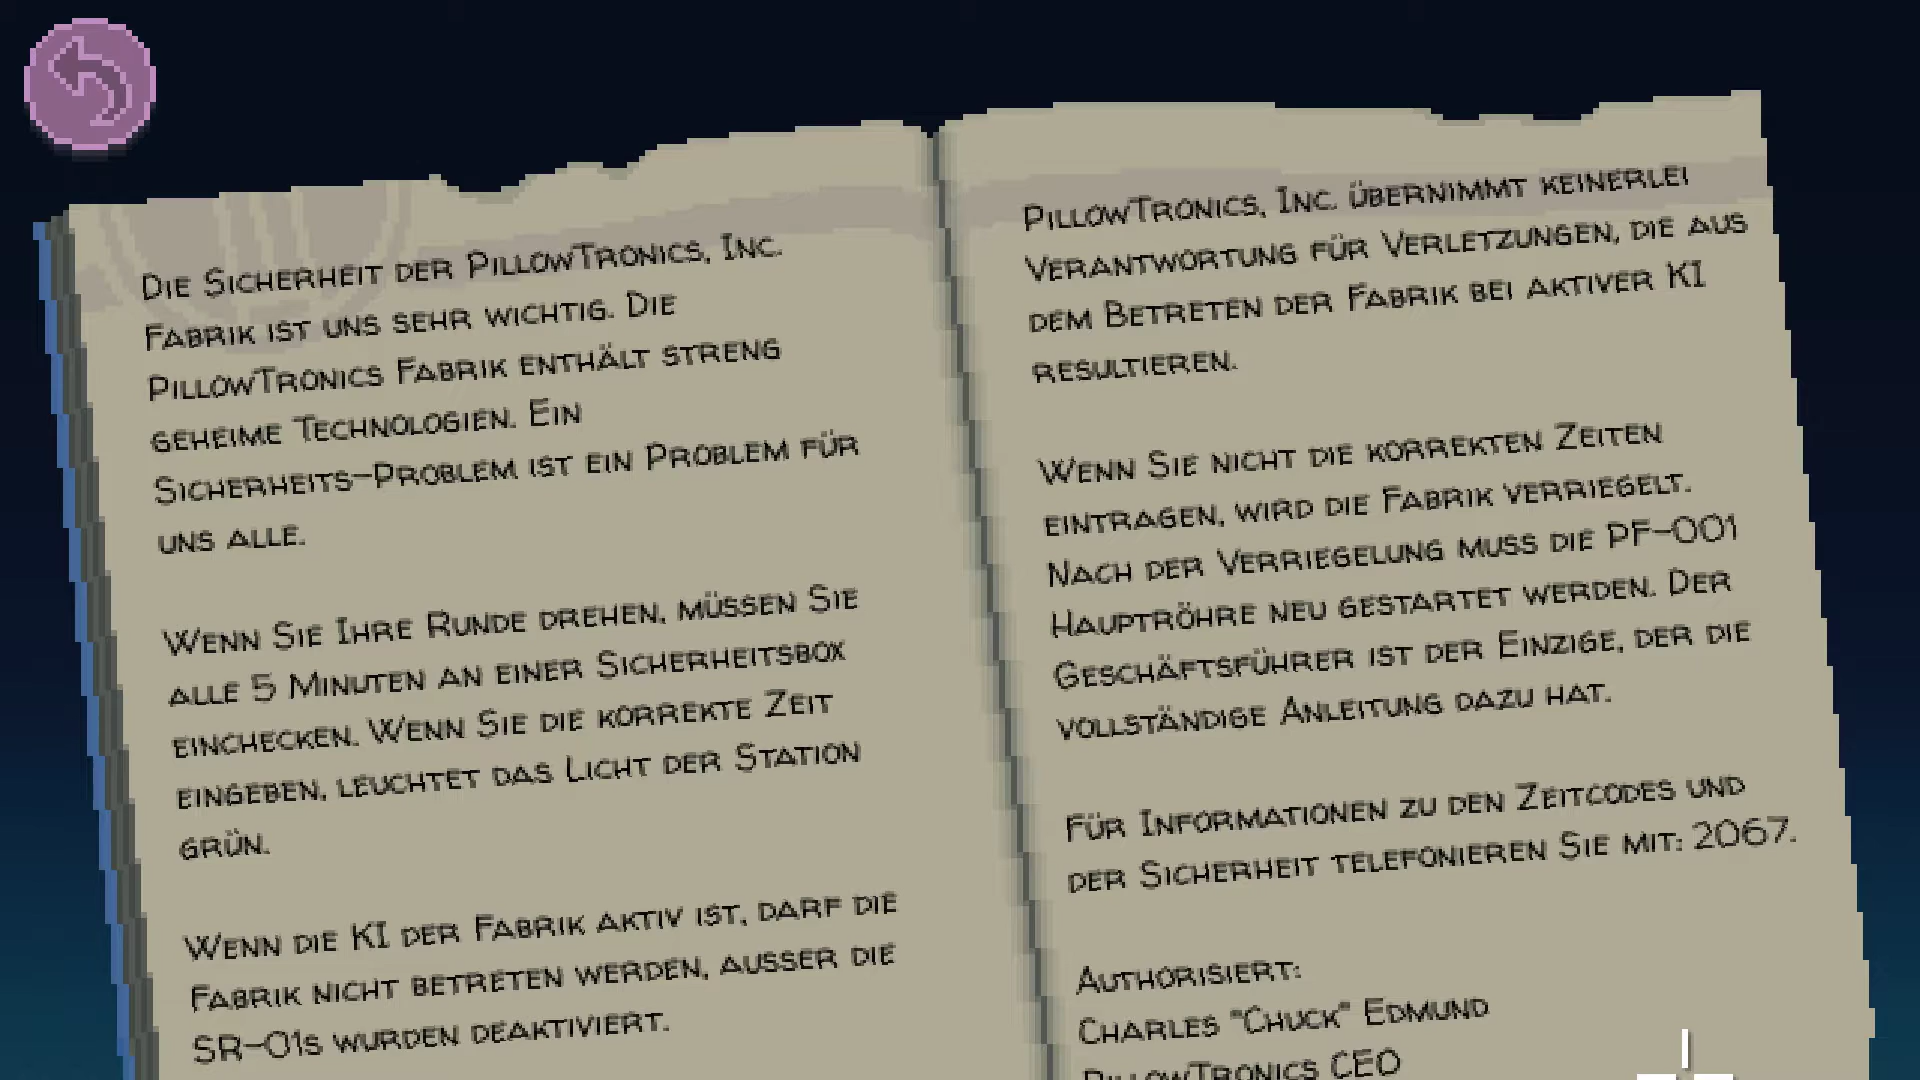 Die Sicherheit der PillowTronics, Inc.
Fabrik ist uns sehr wichtig. Die
PillowTronics Fabrik enthält streng
geheime Technologien. Ein
Sicherheits-Problem ist ein Problem für
uns alle.
Wenn Sie Ihre Runde drehen, müssen Sie
alle 5 Minuten an einer Sicherheitsbox
einchecken. Wenn Sie die korrekte Zeit
eingeben, leuchtet das Licht der Station
grün.
Wenn die KI der Fabrik aktiv ist, darf die
Fabrik nicht betreten werden, ausser die
SR-01s wurden deaktiviert.
PillowTronics, Inc. übernimmt keinerlei
Verantwortung für Verletzungen, die aus
dem Betreten der Fabrik bei aktiver KI
resultieren.
Wenn Sie nicht die korrekten Zeiten
eintragen, wird die Fabrik verriegelt.
Nach der Verriegelung muss die PF-001
Hauptröhre neu gestartet werden. Der
Geschäftsführer ist der Einzige, der die
vollständige Anleitung dazu hat.
Für Informationen zu den Zeitcodes und
der Sicherheit telefonieren Sie mit: 2067.
Authorisiert:
Charles "Chuck" Edmund
PillowTronics CEO